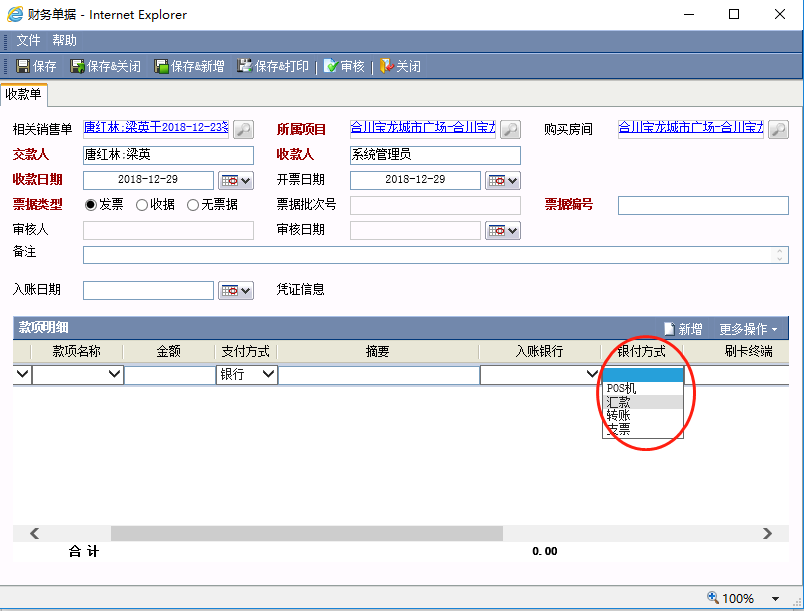 财务单据 - Internet Explorer
文件 帮助
保存 保存&关闭 保存&新增 保存&打印 审核 关闭
收款单
相关销售单 唐红林;梁英于2018-12-23签 所属项目 合川宝龙城市广场-合川宝龙 购买房间 合川宝龙城市广场-合川宝龙
交款人 唐红林;梁英 收款人 系统管理员
收款日期 2018-12-29 开票日期 2018-12-29
票据类型 发票 收据 无票据 票据批次号 票据编号
审核人 审核日期
备注
入账日期 凭证信息
款项明细 新增 更多操作
款项名称 金额 支付方式 摘要 入账银行 银付方式 刷卡终端
银行
POS机
汇款
转账
支票
合 计 0.00
100%